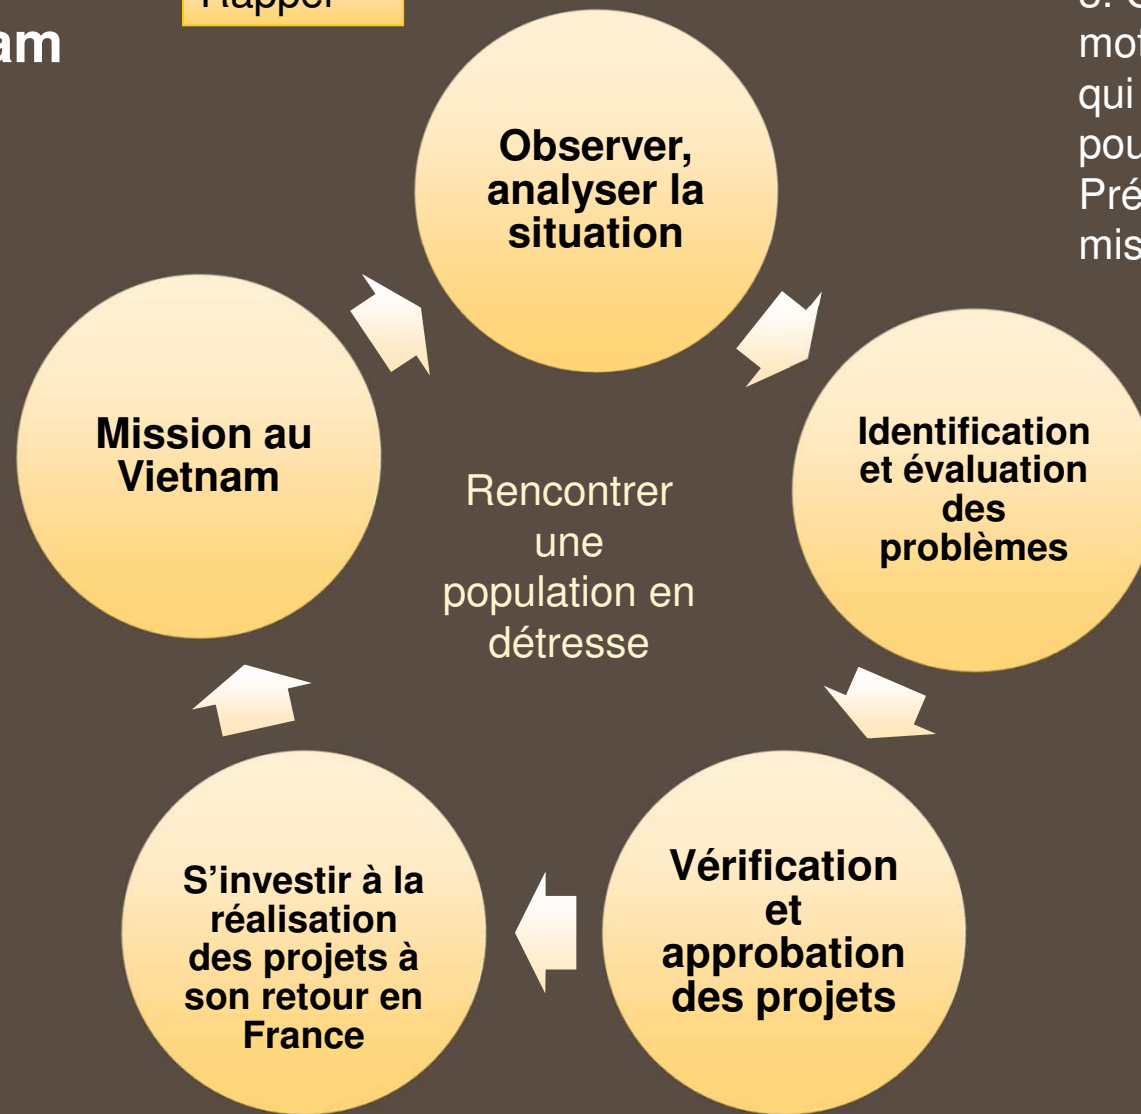 Rappel
am
Observer,
analyser la
situation
mot
qui
pou
Pré
mis
Identification
et évaluation
des
problèmes
Vérification
et
approbation
des projets
S’investir à la
réalisation
des projets à
son retour en
France
Mission au
Vietnam
Rencontrer
une
population en
détresse